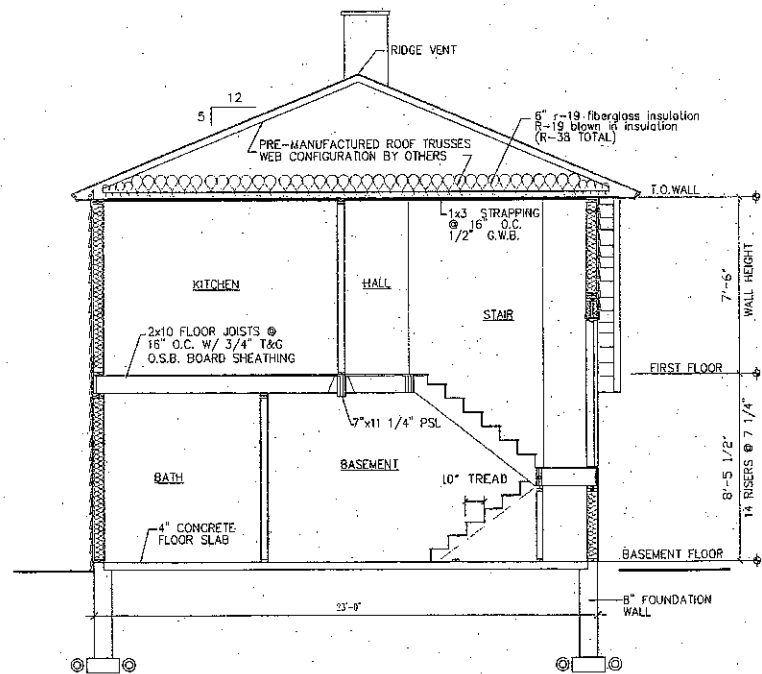 RIDGE VENT
12
5
6" r-19 fiberglass insulation
R-19 blown in insulation
(R-38 TOTAL)
PRE-MANUFACTURED ROOF TRUSSES
WEB CONFIGURATION BY OTHERS
T.O.WALL
1x3 STRAPPING
@ 16" O.C.
1/2" G.W.B.
KITCHEN
HALL
STAIR
7'-6"
WALL HEIGHT
2x10 FLOOR JOISTS @
16" O.C. W/ 3/4" T&G
O.S.B. BOARD SHEATHING
FIRST FLOOR
7"x11 1/4" PSL
BATH
BASEMENT
10" TREAD
8'-5 1/2"
14 RISERS @ 7 1/4"
4" CONCRETE
FLOOR SLAB
BASEMENT FLOOR
23'-0"
8" FOUNDATION
WALL